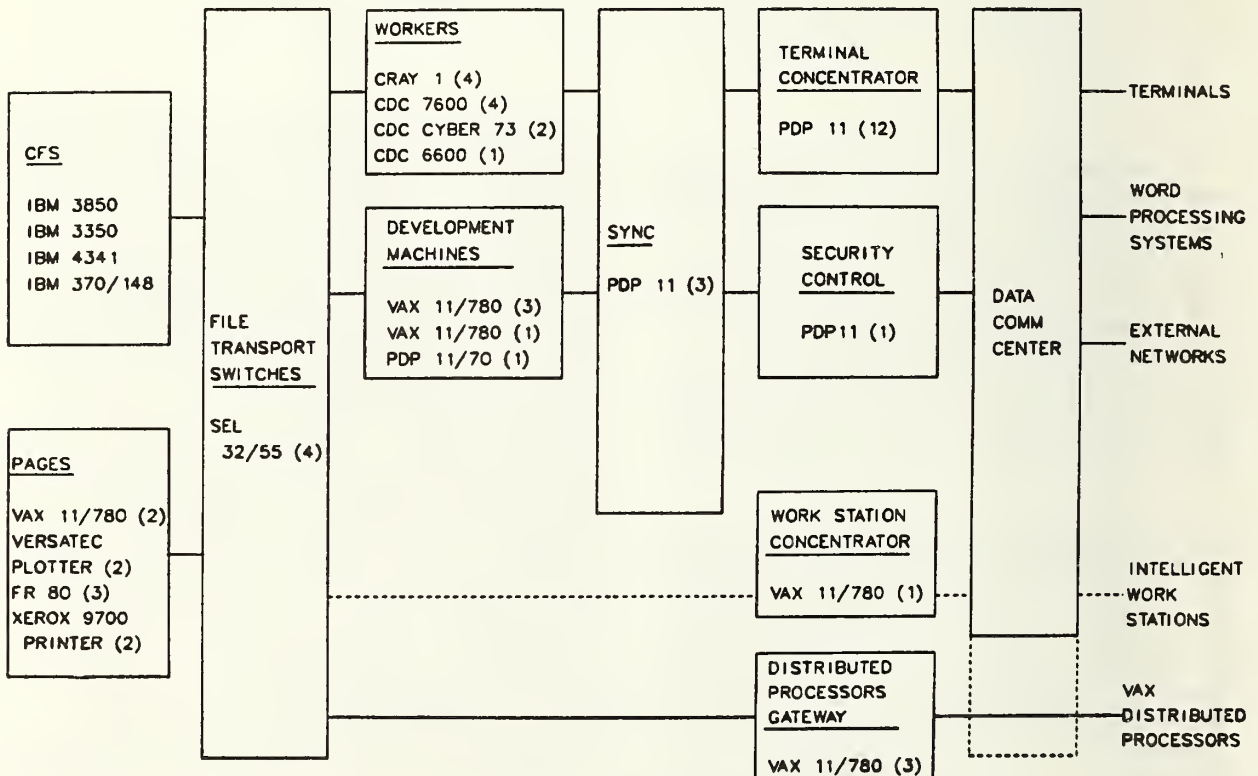 CFS
IBM 3850
IBM 3350
IBM 4341
IBM 370/148
PAGES
VAX 11/780 (2)
VERSATEC
PLOTTER (2)
FR 80 (3)
XEROX 9700
PRINTER (2)
FILE
TRANSPORT
SWITCHES
SEL
32/55 (4)
WORKERS
CRAY 1 (4)
CDC 7600 (4)
CDC CYBER 73 (2)
CDC 6600 (1)
DEVELOPMENT
MACHINES
VAX 11/780 (3)
VAX 11/780 (1)
PDP 11/70 (1)
SYNC
PDP 11 (3)
TERMINAL
CONCENTRATOR
PDP 11 (12)
SECURITY
CONTROL
PDP11 (1)
WORK STATION
CONCENTRATOR
VAX 11/780 (1)
DISTRIBUTED
PROCESSORS
GATEWAY
VAX 11/780 (3)
DATA
COMM
CENTER
TERMINALS
WORD
PROCESSING
SYSTEMS
EXTERNAL
NETWORKS
INTELLIGENT
WORK
STATIONS
VAX
DISTRIBUTED
PROCESSORS